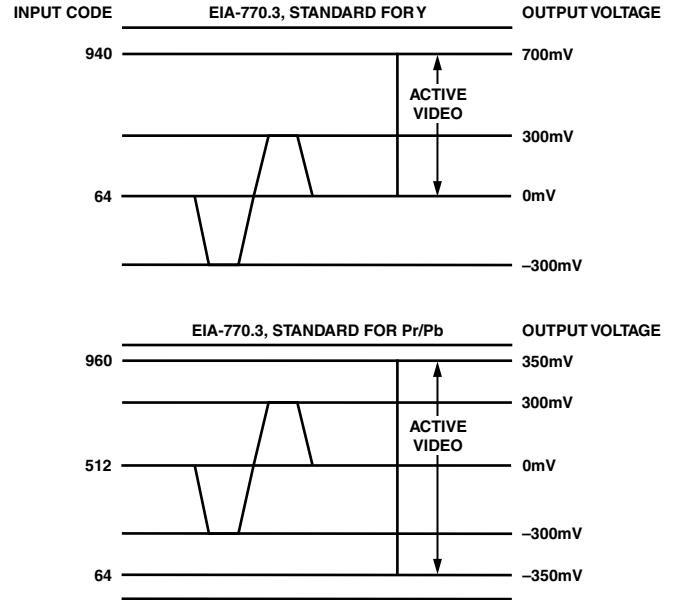 INPUT CODE EIA-770.3, STANDARD FOR Y OUTPUT VOLTAGE
940 700mV
ACTIVE
VIDEO
300mV
64 0mV
–300mV
EIA-770.3, STANDARD FOR Pr/Pb OUTPUT VOLTAGE
960 350mV
300mV
ACTIVE
VIDEO
512 0mV
–300mV
64 –350mV